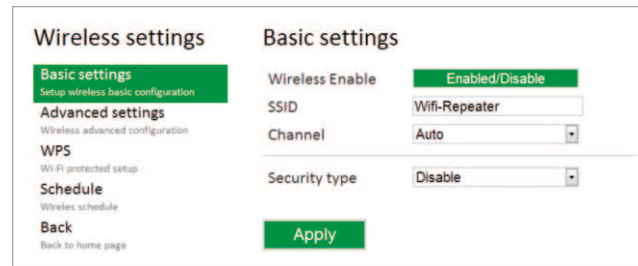 Wireless settings
Basic settings
Setup wireless basic configuration
Advanced settings
Wireless advanced configuration
WPS
Wi-Fi protected setup
Schedule
Wireles schedule
Back
Back to home page
Basic settings
Wireless Enable Enabled/Disable
SSID Wifi-Repeater
Channel Auto
Security type Disable
Apply